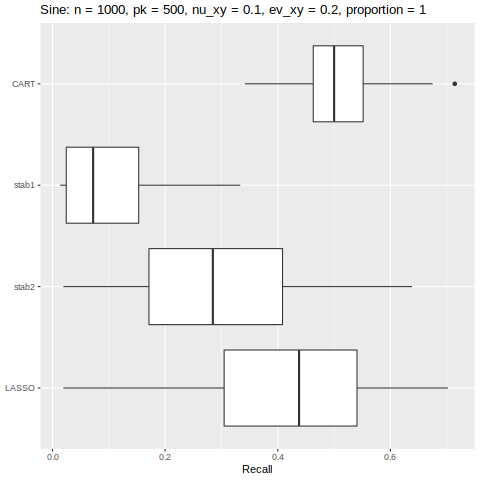 Sine: n = 1000, pk = 500, nu_xy = 0.1, ev_xy = 0.2, proportion = 1
CART
stab1
stab2
LASSO
0.0 0.2 0.4 0.6
Recall